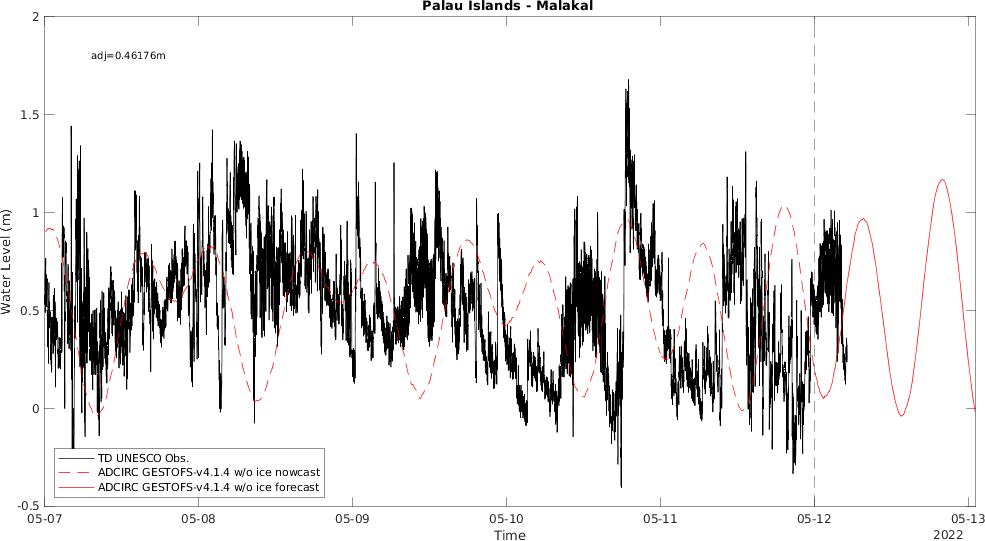 Palau Islands - Malakal
2
adj=0.46176m
1.5
1
Water Level (m)
0.5
0
TD UNESCO Obs.
ADCIRC GESTOFS-v4.1.4 w/o ice nowcast
ADCIRC GESTOFS-v4.1.4 w/o ice forecast
-0.5
05-07 05-08 05-09 05-10 05-11 05-12 05-13
Time
2022